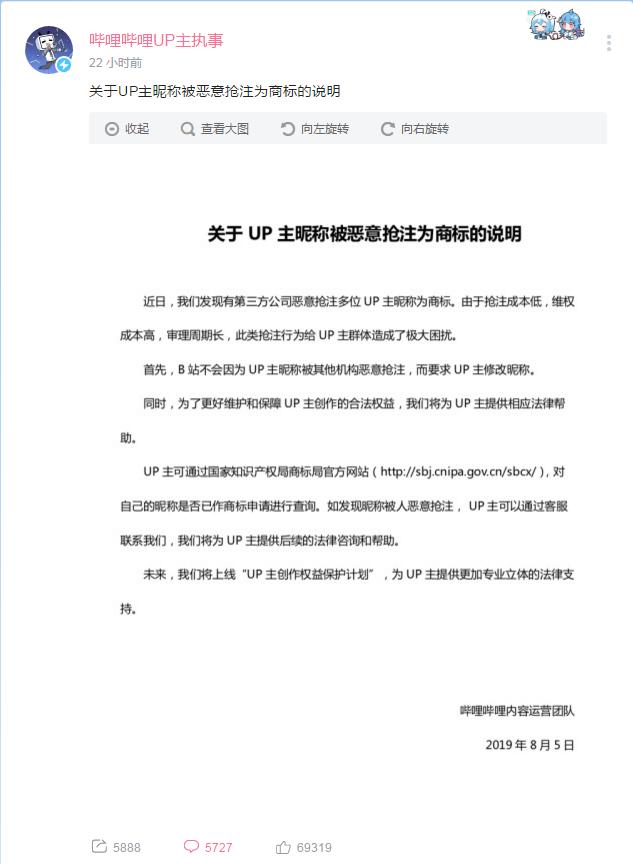 哔哩哔哩UP主执事
22 小时前
关于UP主昵称被恶意抢注为商标的说明
收起 查看大图 向左旋转 向右旋转
关于 UP 主昵称被恶意抢注为商标的说明
近日，我们发现有第三方公司恶意抢注多位 UP 主昵称为商标。由于抢注成本低，维权
成本高，审理周期长，此类抢注行为给 UP 主群体造成了极大困扰。
首先，B 站不会因为 UP 主昵称被其他机构恶意抢注，而要求 UP 主修改昵称。
同时，为了更好维护和保障 UP 主创作的合法权益，我们将为 UP 主提供相应法律帮
助。
UP 主可通过国家知识产权局商标局官方网站（http://sbj.cnipa.gov.cn/sbcx/），对
自己的昵称是否已作商标申请进行查询。如发现昵称被人恶意抢注， UP 主可以通过客服
联系我们，我们将为 UP 主提供后续的法律咨询和帮助。
未来，我们将上线“UP 主创作权益保护计划”，为 UP 主提供更加专业立体的法律支
持。
哔哩哔哩内容运营团队
2019 年 8 月 5 日
5888 5727 69319